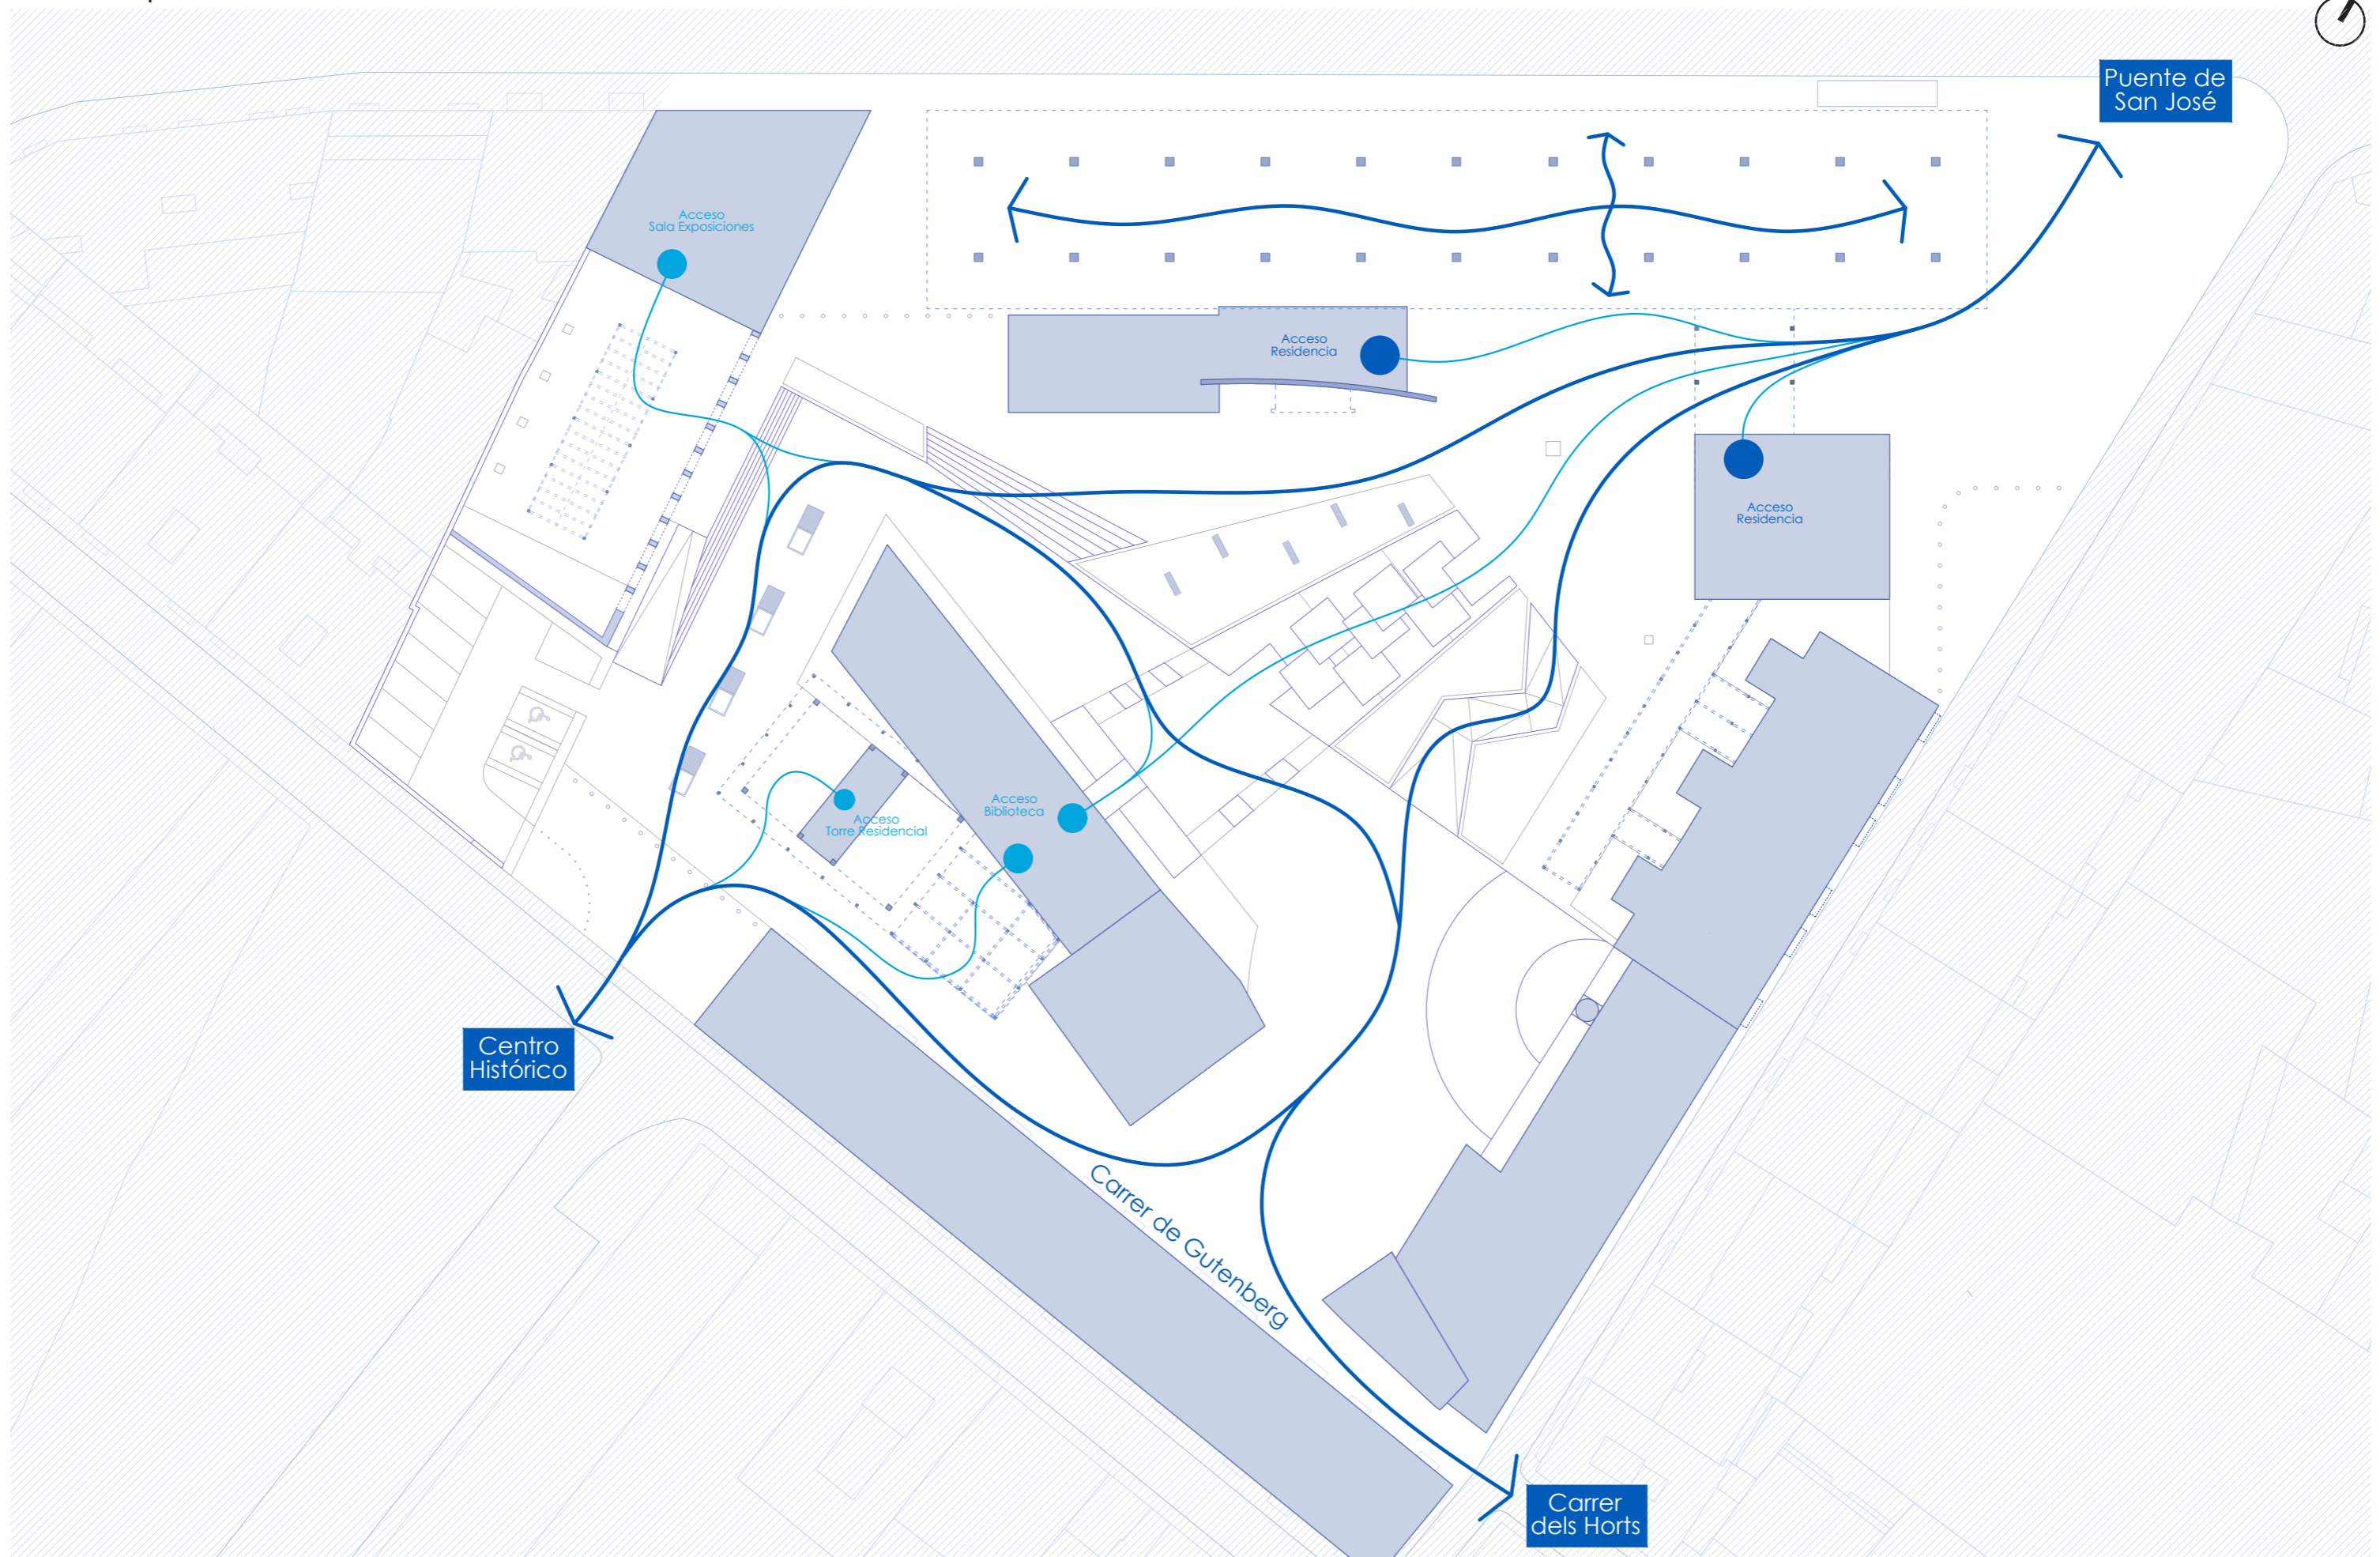 Puente de
San José
Acceso
Sala Exposiciones
Acceso
Residencia
Acceso
Residencia
Acceso
Biblioteca
Acceso
Torre Residencial
Centro
Histórico
Carrer de Gutenberg
Carrer
dels Horts